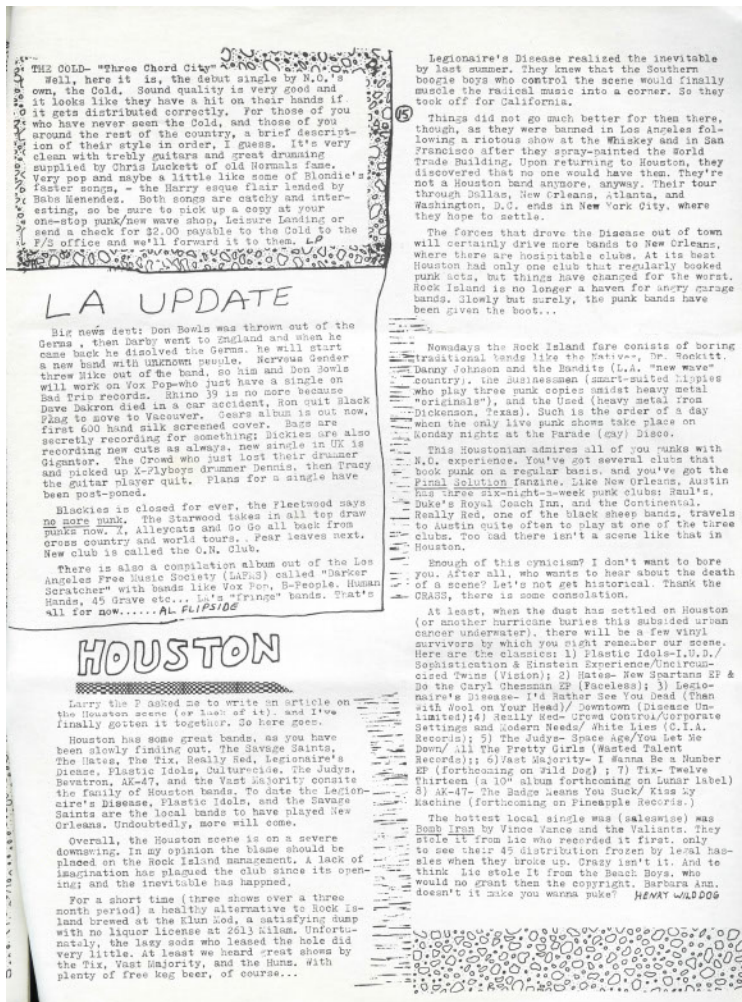 THE COLD- "Three Chord City"
Well, here it is, the debut single by N.O.'s
own, the Cold. Sound quality is very good and
it looks like they have a hit on their hands if
it gets distributed correctly. For those of you
who have never seen the Cold, and those of you
around the rest of the country, a brief descript-
ion of their style in order, I guess. It's very
clean with trebly guitars and great drumming
supplied by Chris Luckett of old Normals fame.
Very pop and maybe a little like some of Blondie's
faster songs, - the Harry esque flair lended by
Babs Menendez. Both songs are catchy and inter-
esting, so be sure to pick up a copy at your
one-stop punk/new wave shop, Leisure Landing or
send a check for $2.00 payable to the Cold to the
F/S office and we'll forward it to them. LP
LA UPDATE
Big news dept: Don Bowls was thrown out of the
Germs , then Darby went to England and when he
came back he disolved the Germs. he will start
a new band with unknown people. Nervous Gender
threw Mike out of the band, so him and Don Bowls
will work on Vox Pop-who just have a single on
Bad Trip records. Rhino 39 is no more because
Dave Dakron died in a car accident, Ron quit Black
Flag to move to Vancouver. Gears album is out now,
first 600 hand silk screened cover. Bags are
secretly recording for something; Dickies are also
recording new cuts as always. new single in UK is
Gigantor. The Crowd who just lost their drummer
and picked up X-Flyboys drummer Dennis, then Tracy
the guitar player quit. Plans for a single have
been post-poned.
Blackies is closed for ever, the Fleetwood says
no more punk. The Starwood takes in all top draw
punks now. X, Alleycats and Go Go all back from
cross country and world tours.. Fear leaves next.
New club is called the O.N. Club.
There is also a compilation album out of the Los
Angeles Free Music Society (LAFMS) called "Darker
Scratcher" with bands like Vox Pop, B-People. Human
Hands, 45 Grave etc... LA's "fringe" bands. That's
all for now......AL FLIPSIDE
HOUSTON
Larry the P asked me to write an article on
the Houston scene (or lack of it). and I've
finally gotten it together. So here goes.
Houston has some great bands, as you have
been slowly finding out. The Savage Saints,
The Hates, The Tix, Really Red, Legionaire's
Diease, Plastic Idols, Culturcide. The Judys,
Bevatron, AK-47, and the Vast Majority consite
the family of Houston bands. To date the Legion-
aire's Disease, Plastic Idols, and the Savage
Saints are the local bands to have played New
Orleans. Undoubtedly, more will come.
Overall, the Houston scene is on a severe
downswing. In my opinion the blame should be
placed on the Rock Island management. A lack of
imagination has plagued the club since its open-
ing; and the inevitable has happned.
For a short time (three shows over a three
month period) a healthy alternative to Rock Is-
land brewed at the Klun Mod, a satisfying dump
with no liquor license at 2613 Milam. Unfortu-
nately, the lazy sods who leased the hole did
very little. At least we heard great shows by
the Tix, Vast Majority, and the Huns. With
plenty of free keg beer, of course...
Legionaire's Disease realized the inevitable
by last summer. They knew that the Southern
boogie boys who control the scene would finally
muscle the radical music into a corner. So they
took off for California.
15
Things did not go much better for them there,
though, as they were banned in Los Angeles fol-
lowing a riotous show at the Whiskey and in San
Francisco after they spray-painted the World
Trade Building. Upon returning to Houston, they
discovered that no one would have them. They're
not a Houston band anymore, anyway. Their tour
through Dallas, New Orleans, Atlanta, and
Washington, D.C. ends in New York City, where
they hope to settle.
The forces that drove the Disease out of town
will certainly drive more bands to New Orleans,
where there are hosipitable clubs. At its best
Houston had only one club that regularly booked
punk acts, but things have changed for the worst.
Rock Island is no longer a haven for angry garage
bands. Slowly but surely, the punk bands have
been given the boot...
Nowadays the Rock Island fare conists of boring
traditional bands like the Natives, Dr. Rockitt.
Danny Johnson and the Bandits (L.A. "new wave"
country). The Businessmen (smart-suited hippies
who play three punk copies amidst heavy metal
"originals"), and the Used (heavy metal from
Dickenson, Texas). Such is the order of a day
when the only live punk shows take place on
Monday nights at the Parade (gay) Disco.
This Houstonian admires all of you punks with
N.O. experience. You've got several clubs that
book punk on a regular basis, and you've got the
Final Solution fanzine. Like New Orleans, Austin
has three six-night-a-week punk clubs: Raul's,
Duke's Royal Coach Inn, and the Continental.
Really Red, one of the black sheep bands, travels
to Austin quite often to play at one of the three
clubs. Too bad there isn't a scene like that in
Houston.
Enough of this cynicism? I don't want to bore
you. After all, who wants to hear about the death
of a scene? Let's not get historical. Thank the
CRASS, there is some consolation.
At least, when the dust has settled on Houston
(or another hurricane buries this subsided urban
cancer underwater). there will be a few vinyl
survivors by which you might remember our scene.
Here are the classics: 1) Plastic Idols-I.U.D./
Sophistication & Einstein Experience/Uncircum-
cised Twins (Vision); 2) Hates- New Spartans EP &
Do the Caryl Chessman EP (Faceless); 3) Legio-
naire's Disease- I'd Rather See You Dead (Than
With Wool on Your Head)/ Downtown (Disease Un-
limited);4) Really Red- Crowd Control/Corporate
Settings and Modern Needs/ White Lies (C.I.A.
Records); 5) The Judys- Space Age/You Let Me
Down/ All The Pretty Girls (Wasted Talent
Records);; 6)Vast Majority- I Wanna Be a Number
EP (forthcoming on Wild Dog) ; 7) Tix- Twelve
Thirteen (a 10" album forthcoming on Lunar label)
8) AK-47- The Badge Means You Suck/ Kiss My
Machine (forthcoming on Pineapple Records.)
The hottest local single was (saleswise) was
Bomb Iran by Vince Vance and the Valiants. They
stole it from Lic who recorded it first, only
to see their 45 distribution frozen by legal has-
sles when they broke up. Crazy isn't it. And to
think Lic stole It from the Beach Boys, who
would no grant them the copyright. Barbara Ann.
doesn't it make you wanna puke? HENRY WILDDOG